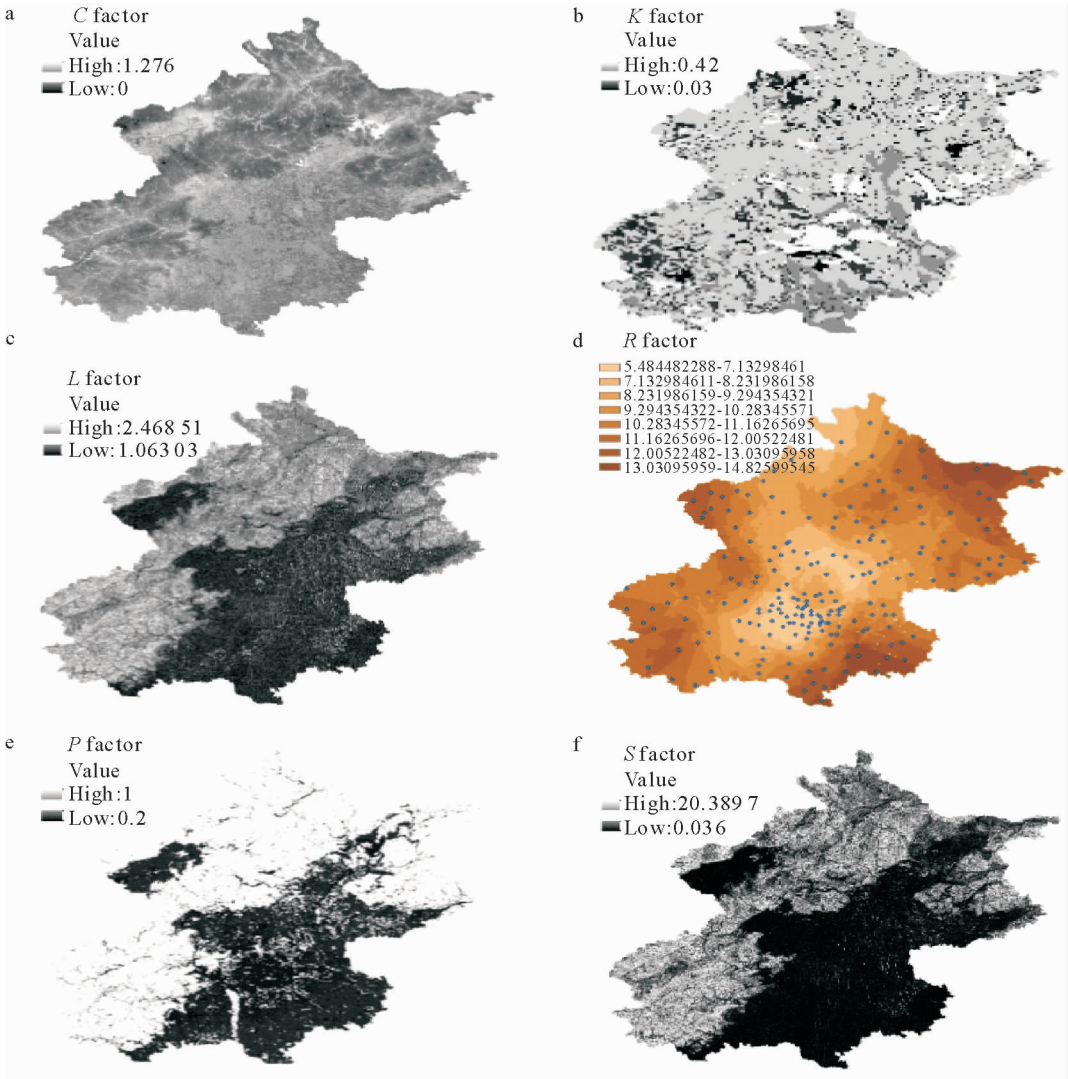 a
C factor
Value
High:1.276
Low:0
b
K factor
Value
High:0.42
Low:0.03
c
L factor
Value
High:2.468 51
Low:1.063 03
d
R factor
5.484482288-7.13298461
7.132984611-8.231986158
8.231986159-9.294354321
9.294354322-10.28345571
10.28345572-11.16265695
11.16265696-12.00522481
12.00522482-13.03095958
13.03095959-14.82599545
e
P factor
Value
High:1
Low:0.2
f
S factor
Value
High:20.389 7
Low:0.036